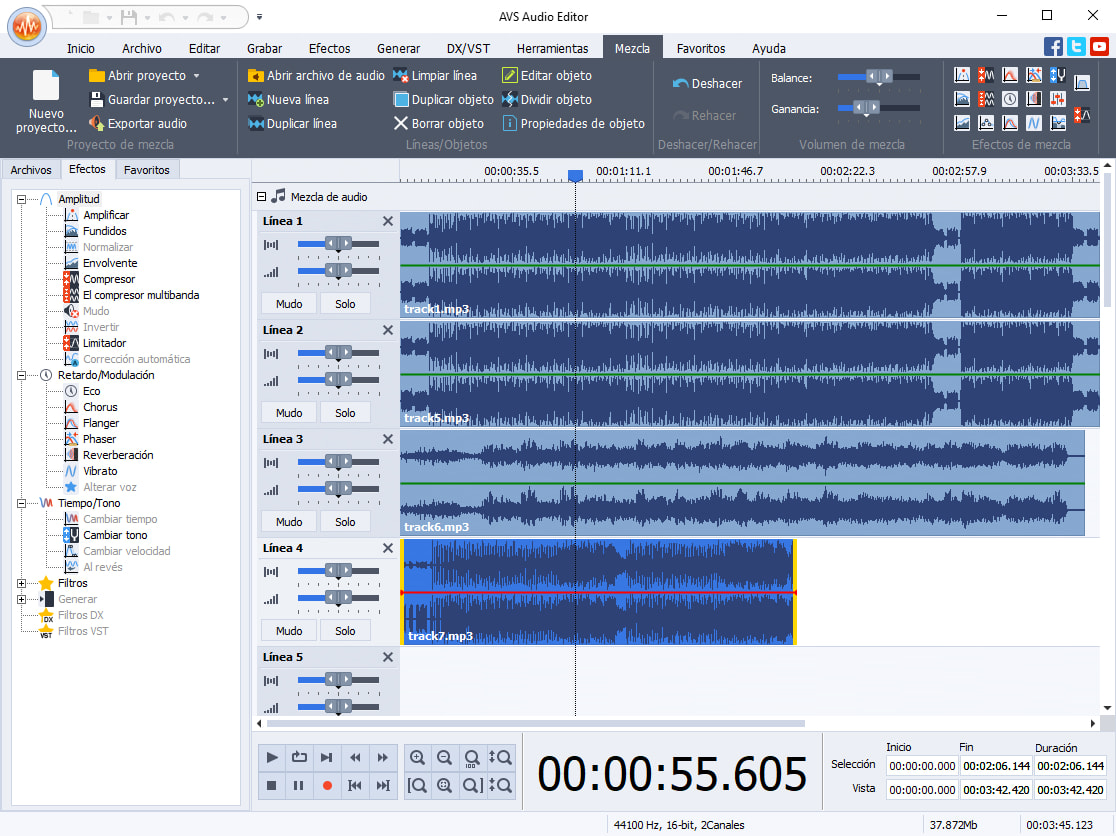 AVS Audio Editor
Inicio Archivo Editar Grabar Efectos Generar DX/VST Herramientas Mezcla Favoritos Ayuda
Nuevo proyecto...
Abrir proyecto
Guardar proyecto...
Exportar audio
Proyecto de mezcla
Abrir archivo de audio
Nueva línea
Duplicar línea
Limpiar línea
Duplicar objeto
Borrar objeto
Editar objeto
Dividir objeto
Propiedades de objeto
Líneas/Objetos
Deshacer
Rehacer
Deshacer/Rehacer
Balance:
Ganancia:
Volumen de mezcla
Efectos de mezcla
Archivos Efectos Favoritos
Amplitud
Amplificar
Fundidos
Normalizar
Envolvente
Compresor
El compresor multibanda
Mudo
Invertir
Limitador
Corrección automática
Retardo/Modulación
Eco
Chorus
Flanger
Phaser
Reverberación
Vibrato
Alterar voz
Tiempo/Tono
Cambiar tiempo
Cambiar tono
Cambiar velocidad
Al revés
Filtros
Generar
Filtros DX
Filtros VST
00:00:35.5 00:01:11.1 00:01:46.7 00:02:22.3 00:02:57.9 00:03:33.5
Mezcla de audio
Línea 1
Mudo Solo
track1.mp3
Línea 2
Mudo Solo
track5.mp3
Línea 3
Mudo Solo
track6.mp3
Línea 4
Mudo Solo
track7.mp3
Línea 5
00:00:55.605
Inicio Fin Duración
Selección 00:00:00.000 00:02:06.144 00:02:06.144
Vista 00:00:00.000 00:03:42.420 00:03:42.420
44100 Hz, 16-bit, 2Canales 37.872Mb 00:03:45.123